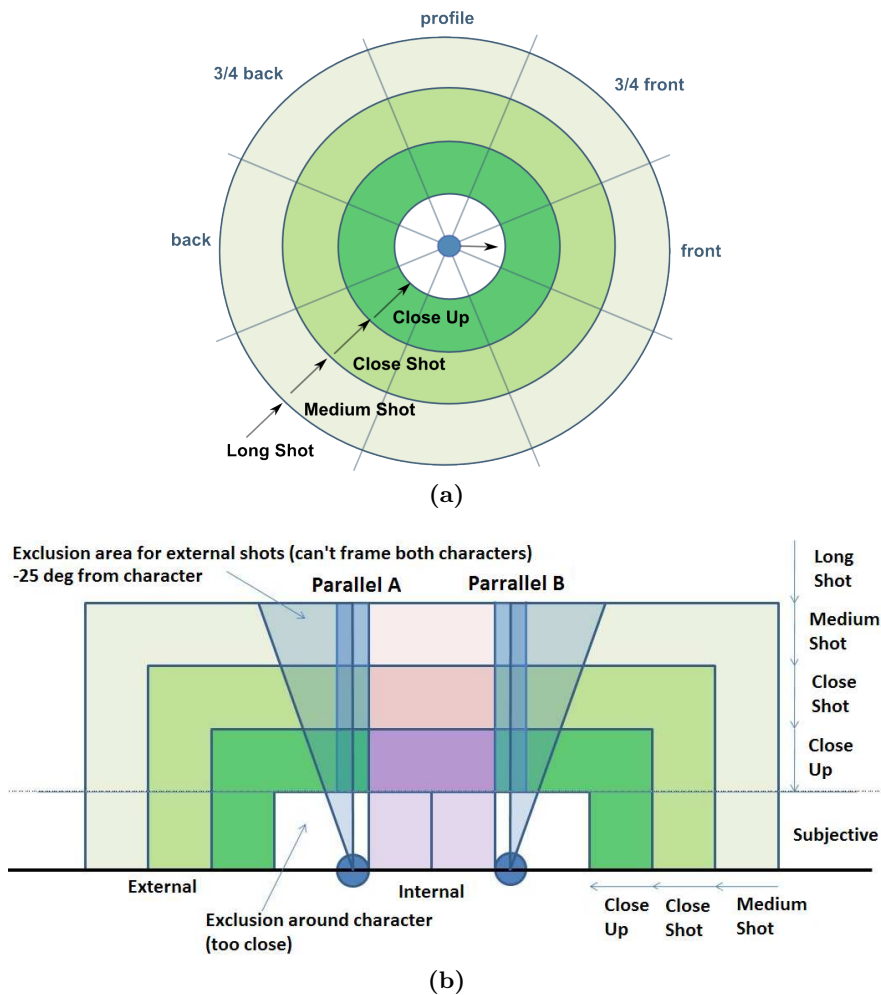 profile
3/4 back
3/4 front
back
front
Close Up
Close Shot
Medium Shot
Long Shot
(a)
Exclusion area for external shots (can't frame both characters)
-25 deg from character
Parallel A
Parrallel B
Long
Shot
Medium
Shot
Close
Shot
Close
Up
Subjective
External
Internal
Exclusion around character
(too close)
Close
Up
Close
Shot
Medium
Shot
(b)